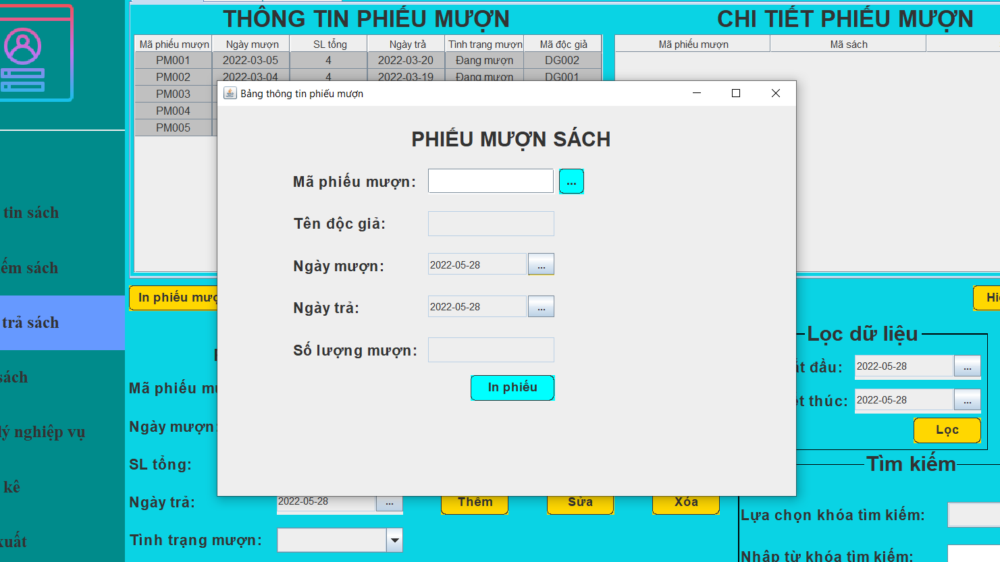 THÔNG TIN PHIẾU MƯỢN
CHI TIẾT PHIẾU MƯỢN
Mã phiếu mượn Ngày mượn SL tổng Ngày trả Tình trạng mượn Mã độc giả
Mã phiếu mượn Mã sách
PM001 2022-03-05 4 2022-03-20 Đang mượn DG002
PM002 2022-03-04 4 2022-03-19 Đang mượn DG001
PM003
PM004
PM005
Bảng thông tin phiếu mượn
PHIẾU MƯỢN SÁCH
Mã phiếu mượn: ...
Tên độc giả:
Ngày mượn: 2022-05-28 ...
Ngày trả: 2022-05-28 ...
Số lượng mượn:
In phiếu
tin sách
ếm sách
trả sách
sách
lý nghiệp vụ
kê
xuất
In phiếu mượ
Hi
Lọc dữ liệu
ắt đầu: 2022-05-28 ...
ết thúc: 2022-05-28 ...
Lọc
Tìm kiếm
Lựa chọn khóa tìm kiếm:
Nhập từ khóa tìm kiếm:
Mã phiếu mư
Ngày mượn:
SL tổng:
Ngày trả: 2022-05-28 ...
Thêm Sửa Xóa
Tình trạng mượn: